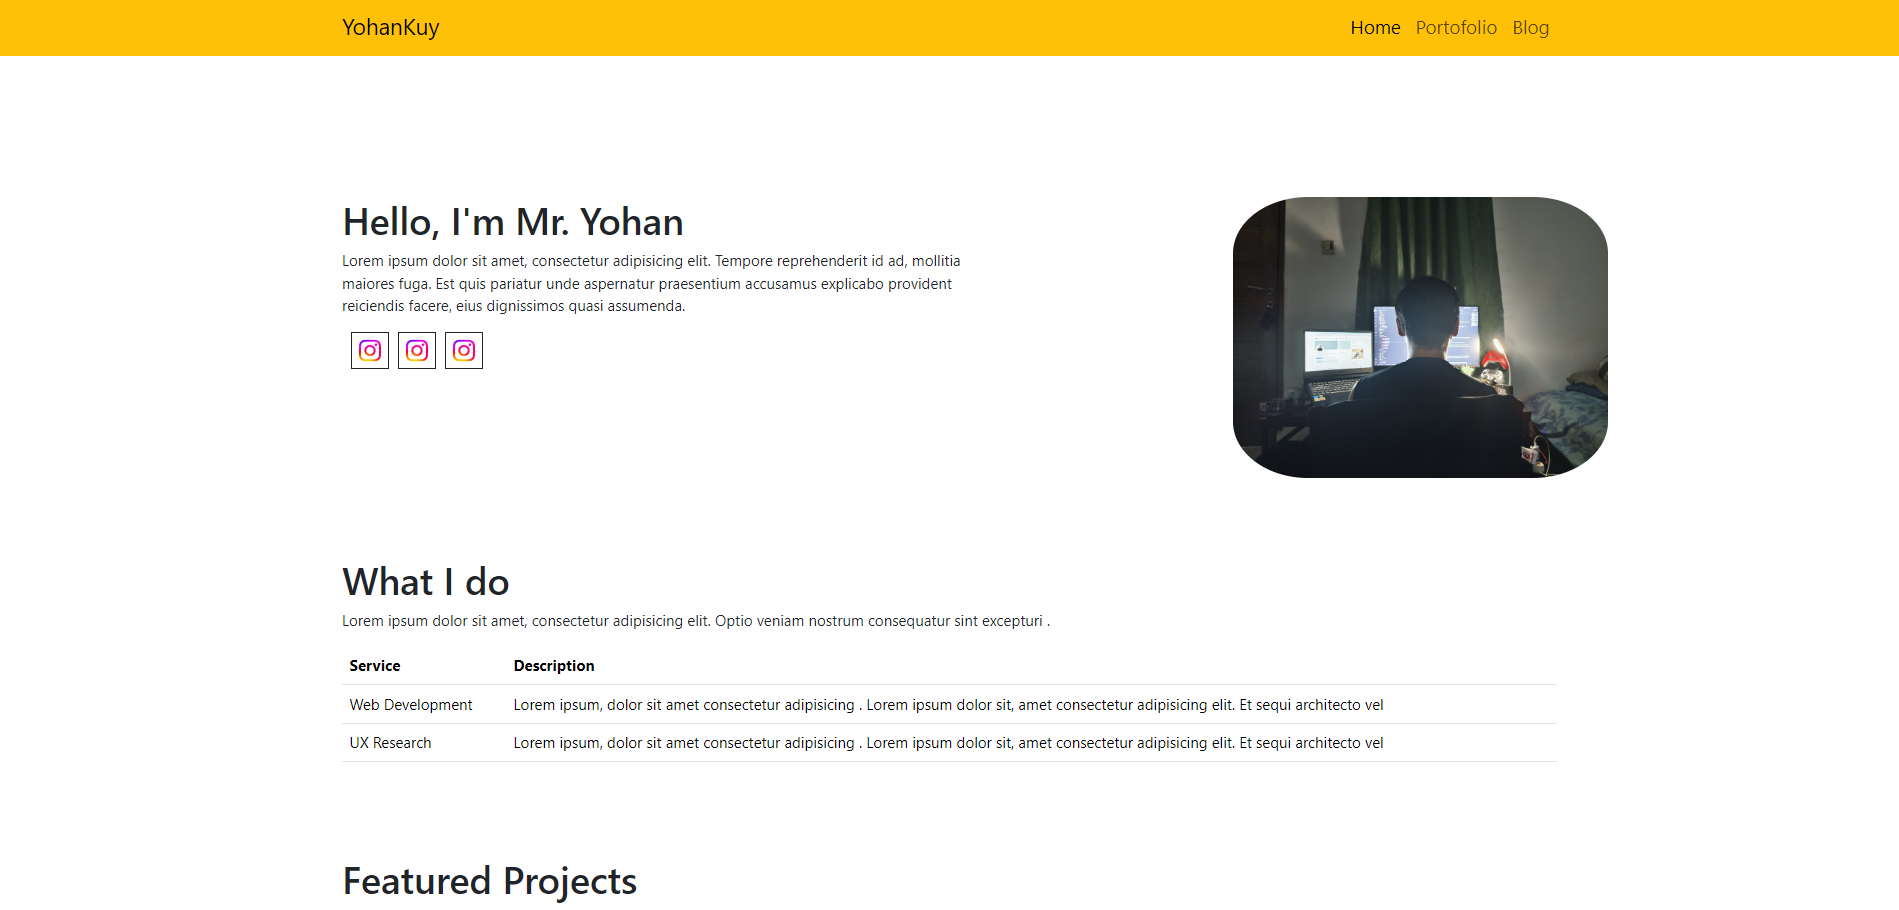 YohanKuy
Home Portofolio Blog
Hello, I'm Mr. Yohan
Lorem ipsum dolor sit amet, consectetur adipisicing elit. Tempore reprehenderit id ad, mollitia
maiores fuga. Est quis pariatur unde aspernatur praesentium accusamus explicabo provident
reiciendis facere, eius dignissimos quasi assumenda.
What I do
Lorem ipsum dolor sit amet, consectetur adipisicing elit. Optio veniam nostrum consequatur sint excepturi .
Service Description
Web Development Lorem ipsum, dolor sit amet consectetur adipisicing . Lorem ipsum dolor sit, amet consectetur adipisicing elit. Et sequi architecto vel
UX Research Lorem ipsum, dolor sit amet consectetur adipisicing . Lorem ipsum dolor sit, amet consectetur adipisicing elit. Et sequi architecto vel
Featured Projects